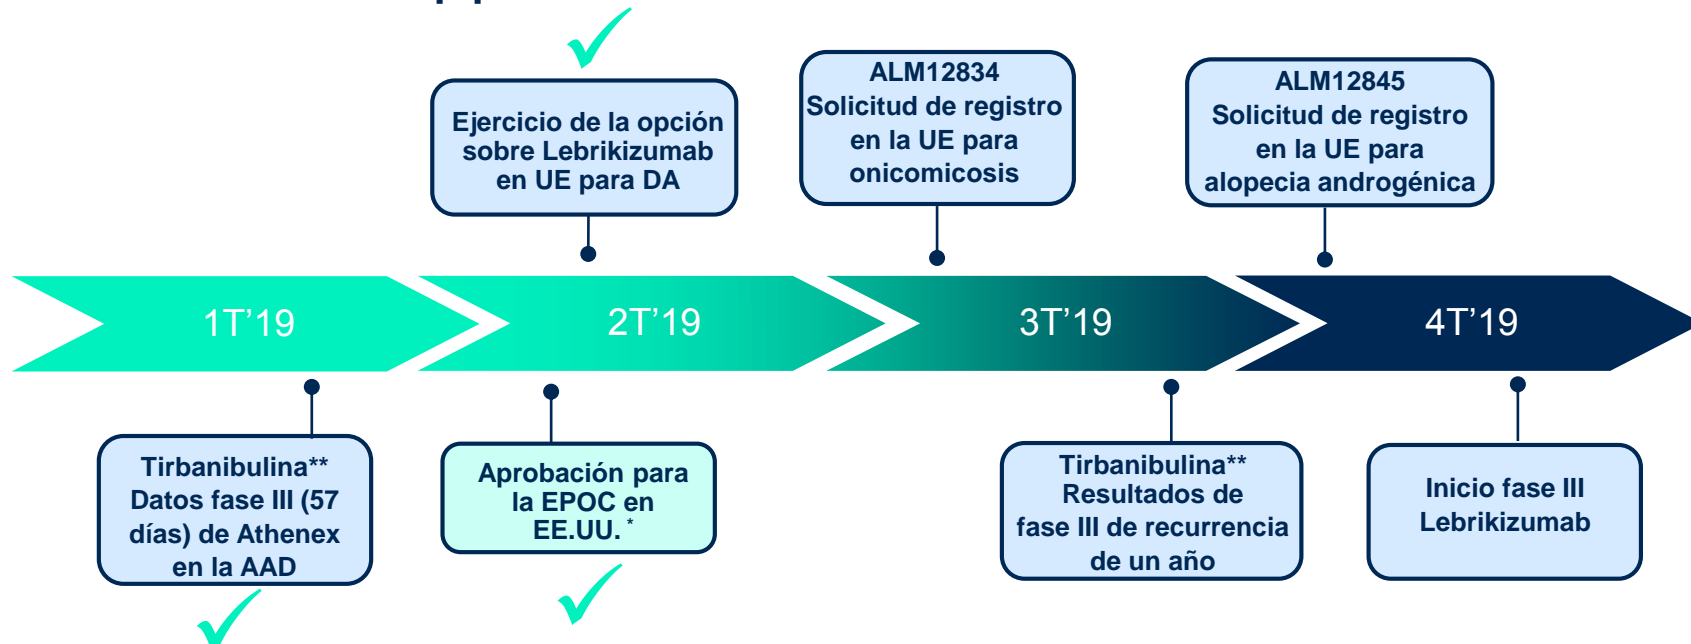 Ejercicio de la opción
sobre Lebrikizumab
en UE para DA
ALM12834
Solicitud de registro
en la UE para
onicomicosis
ALM12845
Solicitud de registro
en la UE para
alopecia androgénica
1T’19
2T’19
3T’19
4T’19
Tirbanibulina**
Datos fase III (57
días) de Athenex
en la AAD
Aprobación para
la EPOC en
EE.UU. *
Tirbanibulina**
Resultados de
fase III de recurrencia
de un año
Inicio fase III
Lebrikizumab